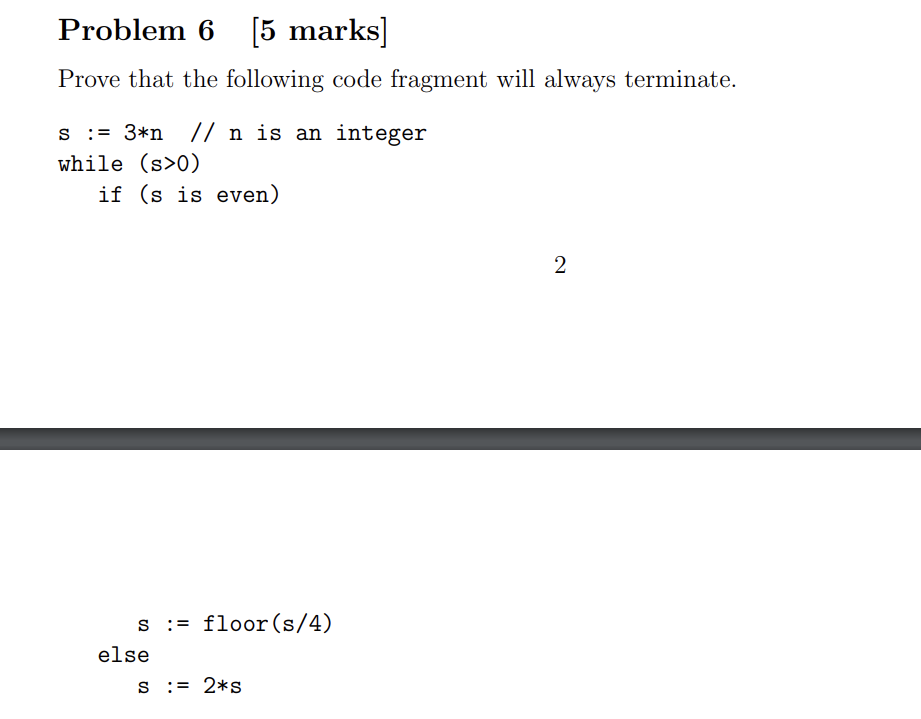 Problem 6 [5 marks]
Prove that the following code fragment will always terminate.
s := 3*n // n is an integer
while (s>0)
if (s is even)
2
s := floor(s/4)
else
s := 2*s